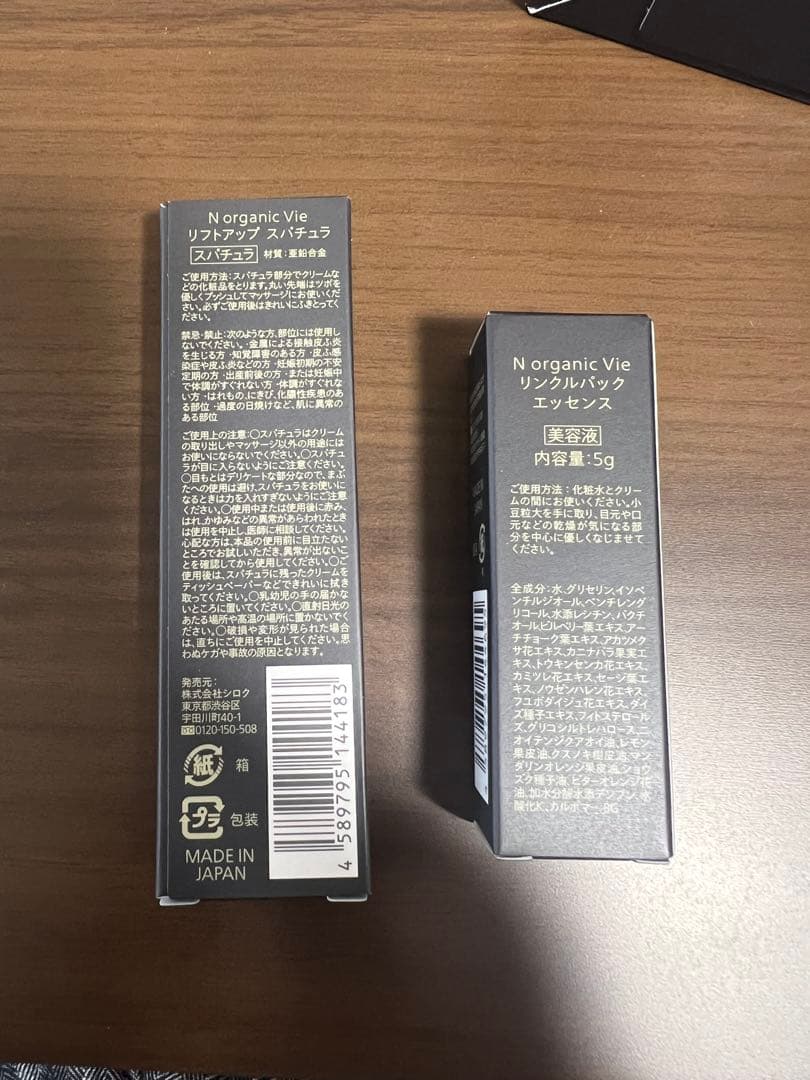 N organic Vie
リフトアップ スパチュラ
スパチュラ 材質：亜鉛合金
ご使用方法：スパチュラ部分でクリームな
どの化粧品をとります。丸い先端はツボを
優しくプッシュしてマッサージにお使いくだ
さい。必ずご使用後はきれいにふきとってく
ださい。
禁忌・禁止：次のような方、部位には使用し
ないでください。・金属による接触皮ふ炎
を生じる方 ・知覚障害のある方 ・皮ふ感
染症や皮ふ炎などの方 ・妊娠初期の不安
定期の方 ・出産前後の方 ・または妊娠中
で体調がすぐれない方 ・体調がすぐれな
い方 ・はれもの、にきび、化膿性疾患のあ
る部位 ・過度の日焼けなど、肌に異常の
ある部位
ご使用上の注意：○スパチュラはクリーム
の取り出しやマッサージ以外の用途には
お使いにならないでください。○スパチュ
ラが目に入らないようにご注意ください。
○目もとはデリケートな部分なので、まぶ
たへの使用は避け、スパチュラをお使いに
なるときは力を入れすぎないようにご注意
ください。○使用中または使用後に赤み、
はれ、かゆみなどの異常があらわれたときは
使用を中止し、医師に相談してください。
心配な方は、本品の使用前に目立たない
ところでお試しいただき、異常が出ないこ
とを確認してから使用してください。○ご
使用後は、スパチュラに残ったクリームを
ティッシュペーパーなどできれいに拭き
取ってください。○乳幼児の手の届かな
いところに置いてください。○直射日光の
あたる場所や高温の場所に置かないでく
ださい。○破損や変形が見られた場合
は、直ちにご使用を中止してください。思
わぬケガや事故の原因となります。
発売元：
株式会社シロク
東京都渋谷区
宇田川町40-1
0120-150-508
紙 箱
プラ 包装
MADE IN
JAPAN
4 589795 144183
N organic Vie
リンクルパック
エッセンス
美容液
内容量：5g
ご使用方法：化粧水とクリー
ムの間にお使いください。小
豆粒大を手に取り、目元や口
元などの乾燥が気になる部
分を中心に優しくなじませて
ください。
全成分：水、グリセリン、イソペ
ンチルジオール、ペンチレング
リコール、水添レシチン、バクチ
オール、ビルベリー葉エキス、アー
チチョーク葉エキス、アカツメク
サ花エキス、カニナバラ果実エ
キス、トウキンセンカ花エキス、
カミツレ花エキス、セージ葉エ
キス、ノウゼンハレン花エキス、
フユボダイジュ花エキス、ダイ
ズ種子エキス、フィトステロール
ズ、グリコシルトレハロース、ニ
オイテンジクアオイ油、レモン
果皮油、クスノキ樹皮油、マン
ダリンオレンジ果皮油、ショウ
ズク種子油、ビターオレンジ花
油、加水分解水添デンプン、水
酸化K、カルボマー、BG